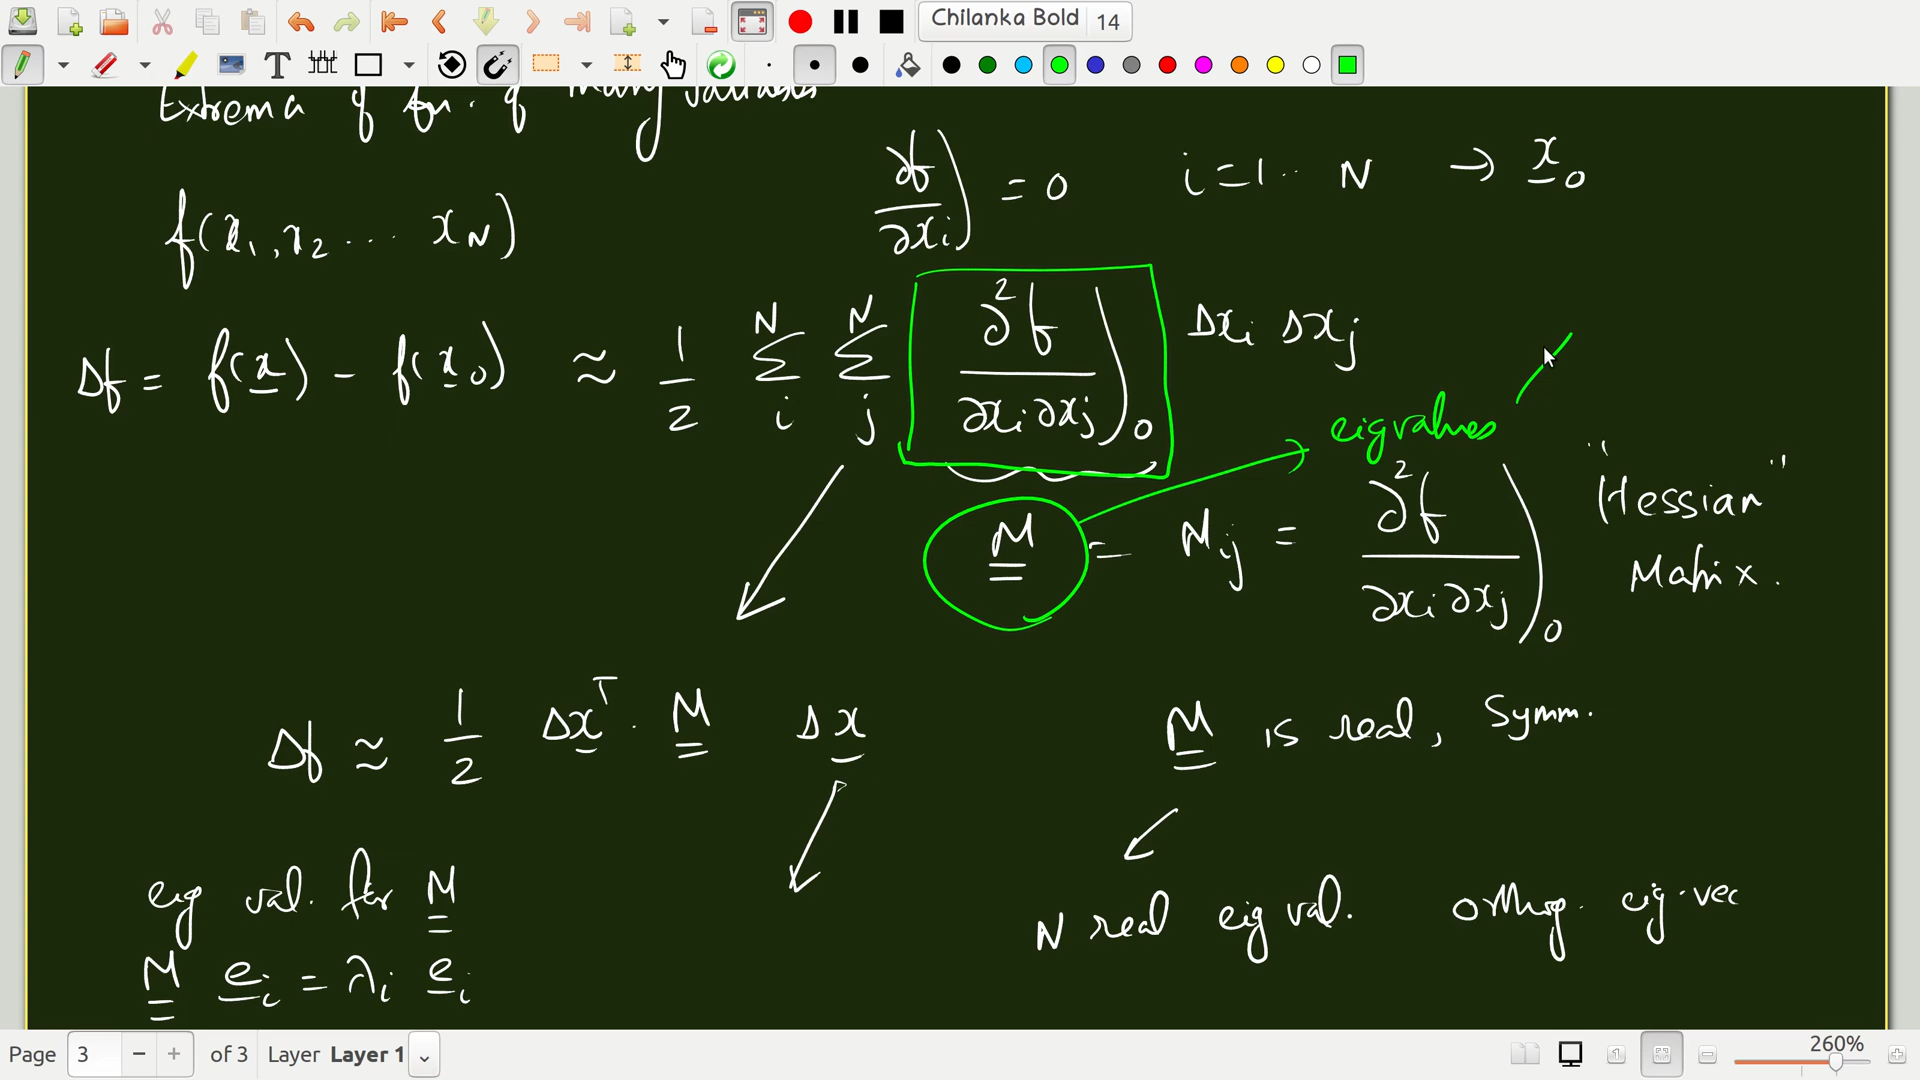 Chilanka Bold 14
Extrema of fn. of many variables
∂f/∂xi) = 0 i=1.. N → x0
f(x1, x2 ... xN)
Δf = f(x) - f(x0) ≈ 1/2 Σ_i^N Σ_j^N ∂²f/∂xi∂xj)0 Δxi Δxj
eigvalues
M = Mij = ∂²f/∂xi∂xj)0 "Hessian"
Matrix.
Δf ≈ 1/2 Δx^T . M Δx
M is real, Symm.
eig val. for M
N real eig val. orthog. eig.vec
M ei = λi ei
Page 3 of 3 Layer Layer 1
260%